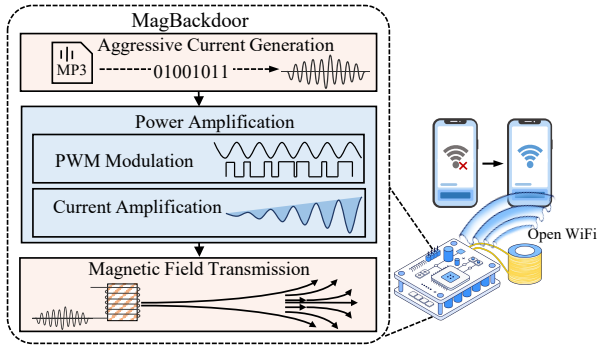 MagBackdoor
Aggressive Current Generation
MP3
01001011
Power Amplification
PWM Modulation
Current Amplification
Magnetic Field Transmission
Open WiFi